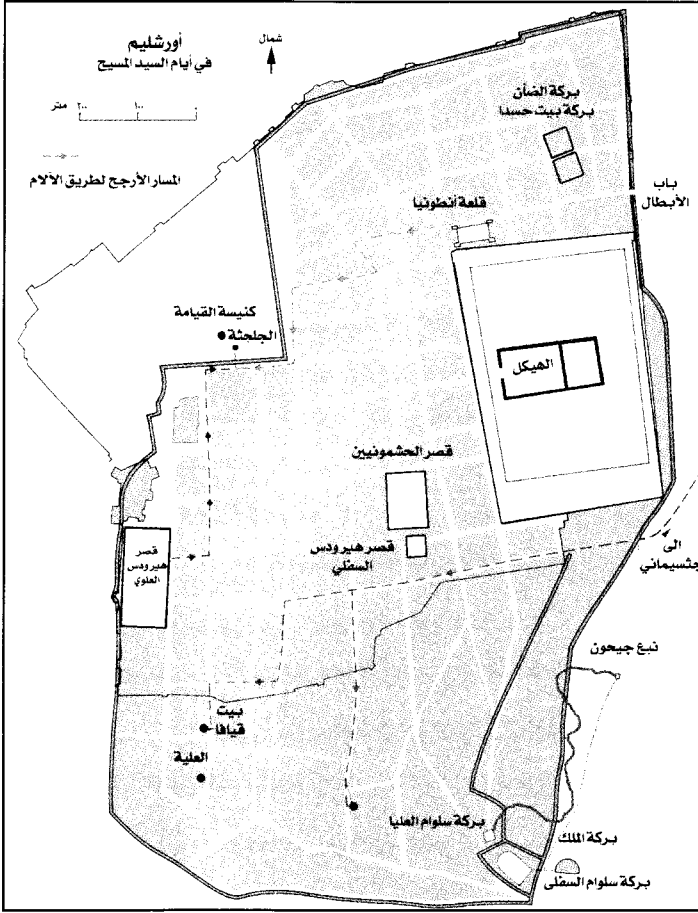 أورشليم
في أيام السيد المسيح
شمال
٢٠٠ ١٠٠ متر
المسار الأرجح لطريق الآلام
بركة الضأن
بركة بيت حسدا
باب
الأبطال
قلعة أنطونيا
كنيسة القيامة
الجلجثة
الهيكل
قصر الحشمونيين
قصر هيرودس
السفلي
قصر
هيرودس
العلوي
الى
جثسيماني
نبع جيحون
بيت
قيافا
العلية
بركة سلوام العليا
بركة الملك
بركة سلوام السفلى